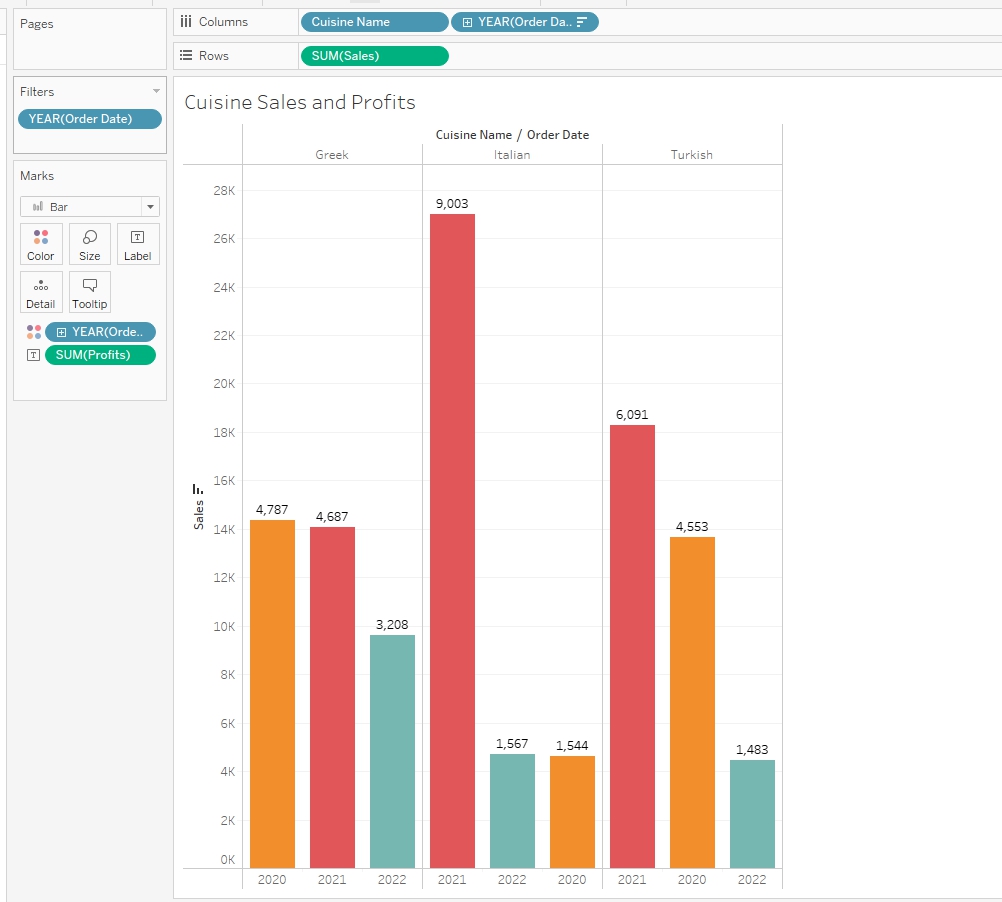 Pages
Columns
Cuisine Name
YEAR(Order Da..
Rows
SUM(Sales)
Filters
YEAR(Order Date)
Marks
Bar
Color
Size
Label
Detail
Tooltip
YEAR(Orde..
SUM(Profits)
Cuisine Sales and Profits
Cuisine Name / Order Date
Greek
Italian
Turkish
28K
26K
24K
22K
20K
18K
16K
14K
12K
10K
8K
6K
4K
2K
0K
Sales
4,787
4,687
3,208
9,003
1,567
1,544
6,091
4,553
1,483
2020
2021
2022
2021
2022
2020
2021
2020
2022